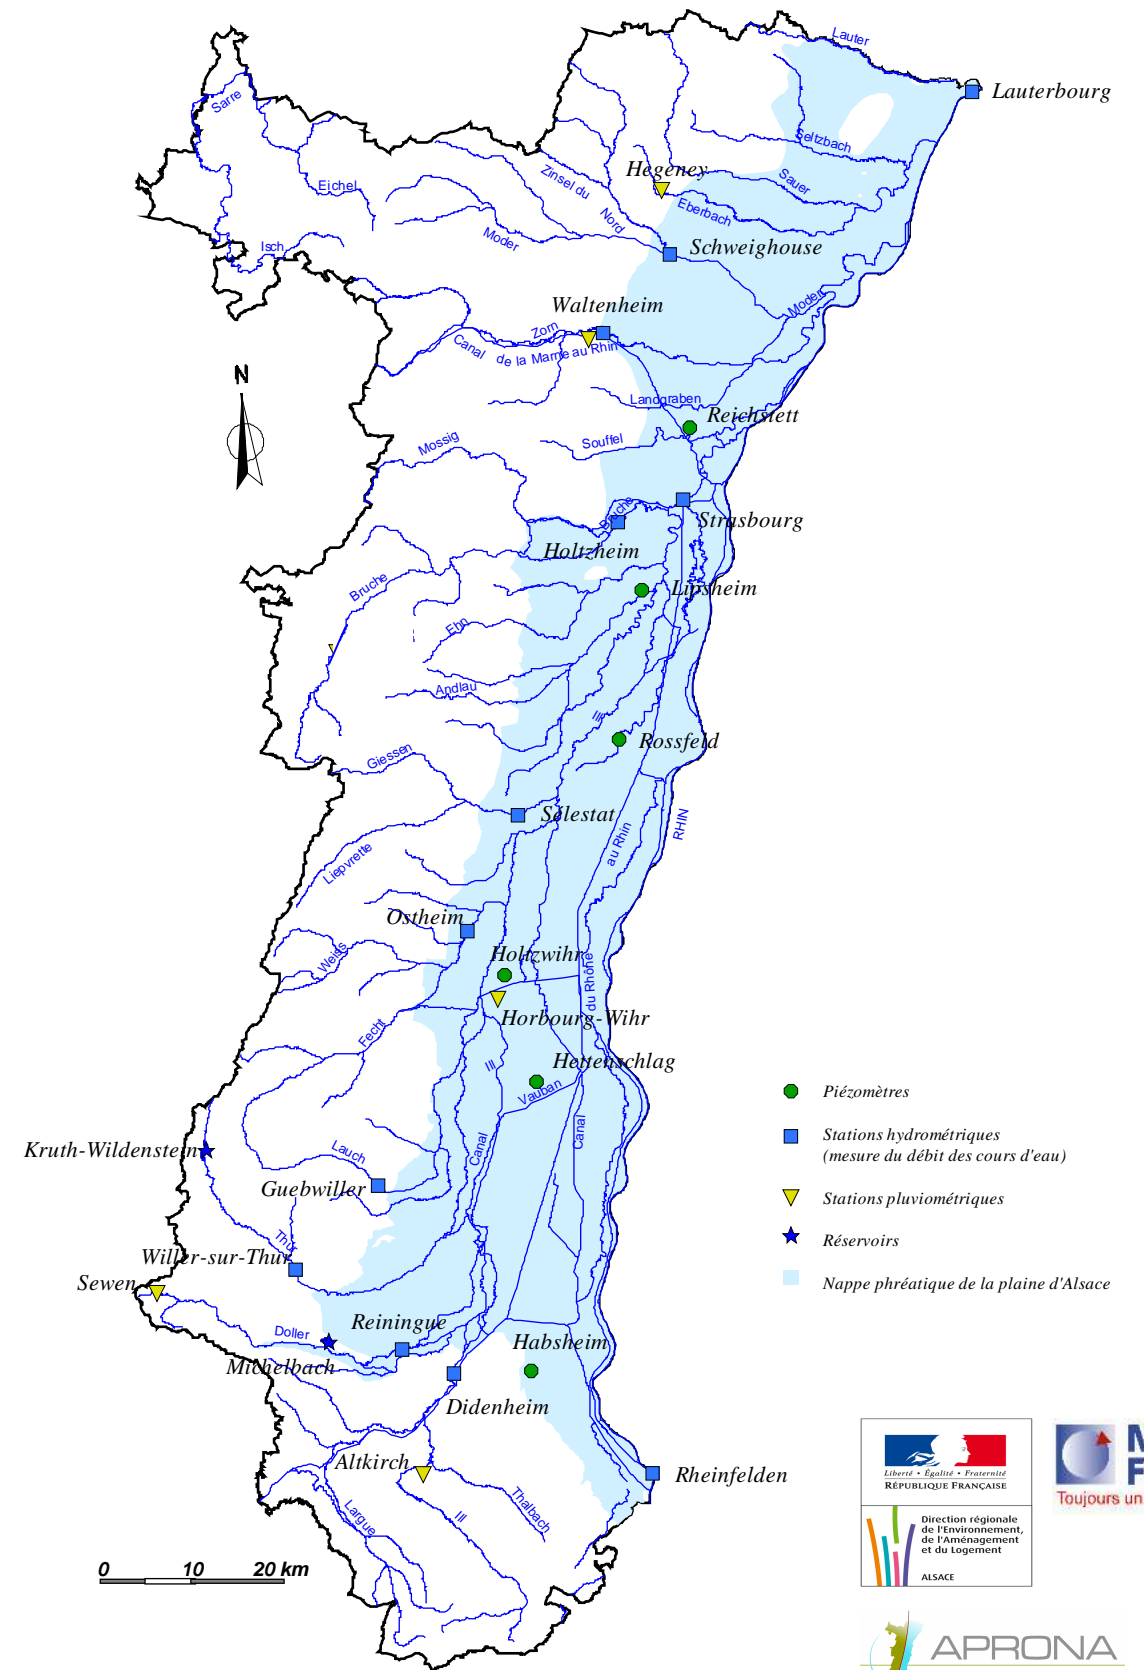 Lauter
Lauterbourg
Sarre
Seltzbach
Hegeney
Zinsel du
Nord
Sauer
Eichel
Eberbach
Moder
Isch
Schweighouse
Moder
Waltenheim
Zorn
Canal de la Marne au Rhin
N
Landgraben
Reichstett
Mossig
Souffel
Bruche
Strasbourg
Holtzheim
Bruche
Lipsheim
Ehn
Andlau
Ill
Rossfeld
Giessen
Sélestat
au Rhin
RHIN
Liepvrette
Ostheim
Weiss
Holtzwihr
du Rhône
Horbourg-Wihr
Fecht
Ill
Hettenschlag
Vauban
Canal
Canal
Lauch
Kruth-Wildenstein
Guebwiller
Thur
Willer-sur-Thur
Sewen
Doller
Reiningue
Habsheim
Michelbach
Didenheim
Altkirch
Rheinfelden
Largue
Ill
Thalbach
0 10 20 km
Piézomètres
Stations hydrométriques
(mesure du débit des cours d'eau)
Stations pluviométriques
Réservoirs
Nappe phréatique de la plaine d'Alsace
Liberté • Égalité • Fraternité
RÉPUBLIQUE FRANÇAISE
Direction régionale
de l'Environnement,
de l'Aménagement
et du Logement
ALSACE
M
F
Toujours un
APRONA